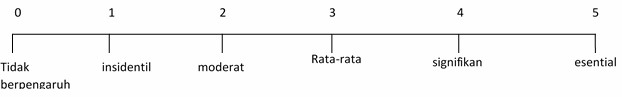 0 1 2 3 4 5
Tidak berpengaruh
insidentil
moderat
Rata-rata
signifikan
esential